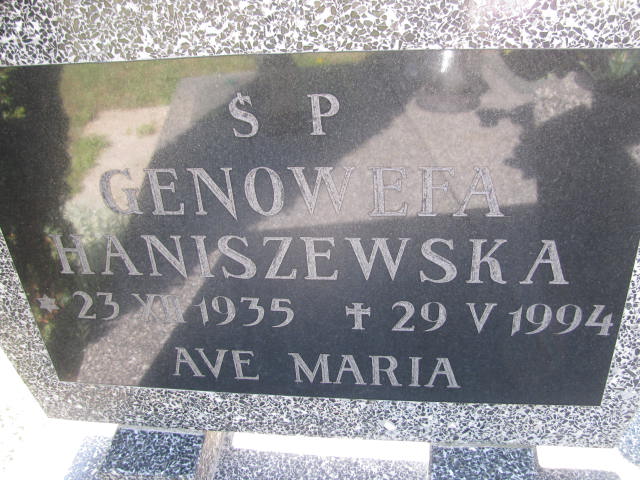 Ś P
GENOWEFA
HANISZEWSKA
* 23 XII 1935 † 29 V 1994
AVE MARIA